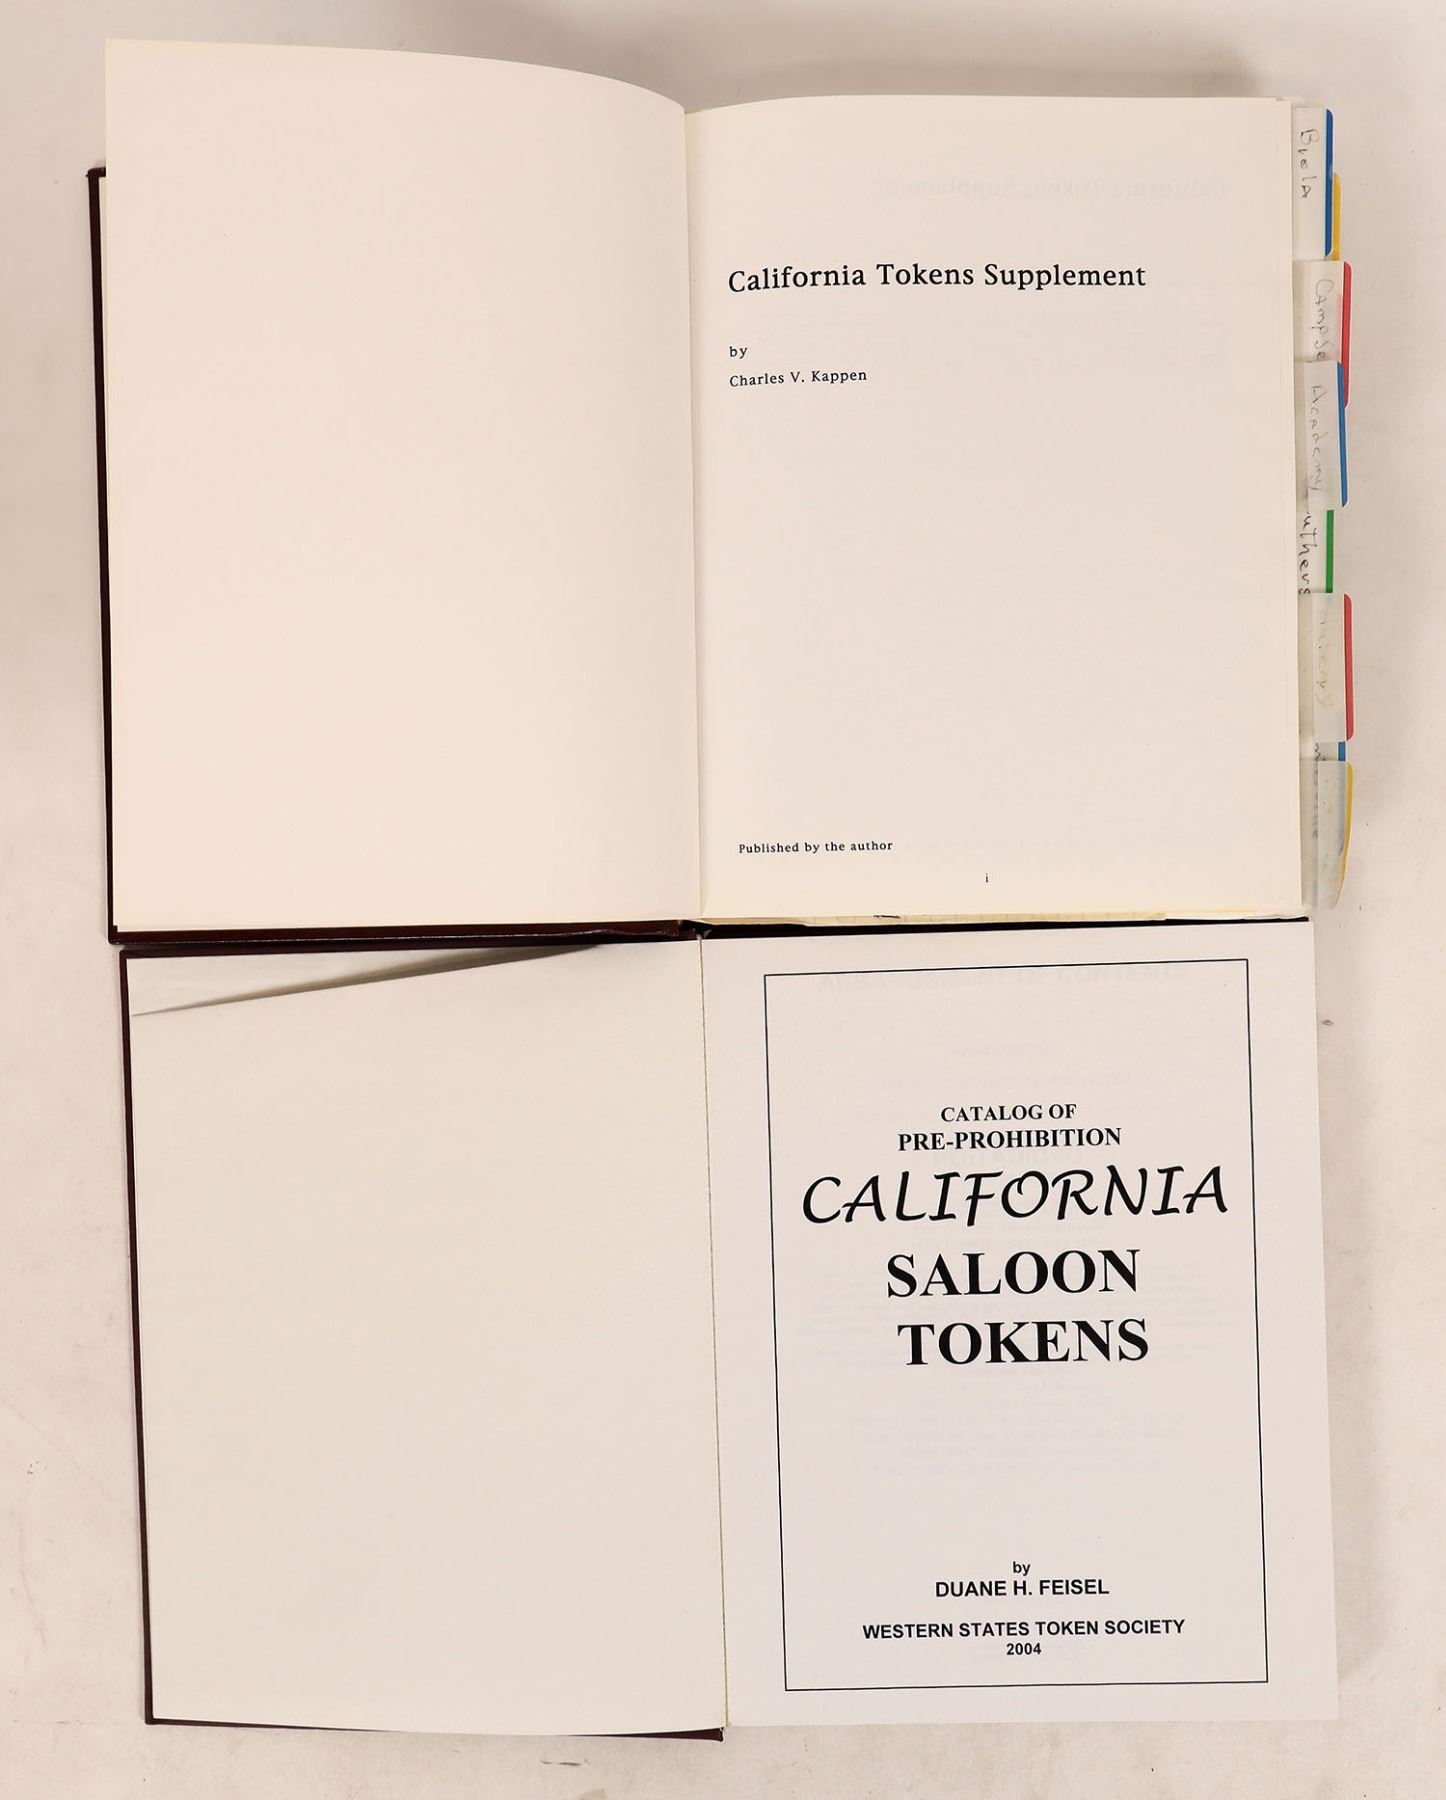 California Tokens Supplement
by
Charles V. Kappen
Published by the author
i
Biola
Academy
CATALOG OF
PRE-PROHIBITION
CALIFORNIA
SALOON
TOKENS
by
DUANE H. FEISEL
WESTERN STATES TOKEN SOCIETY
2004